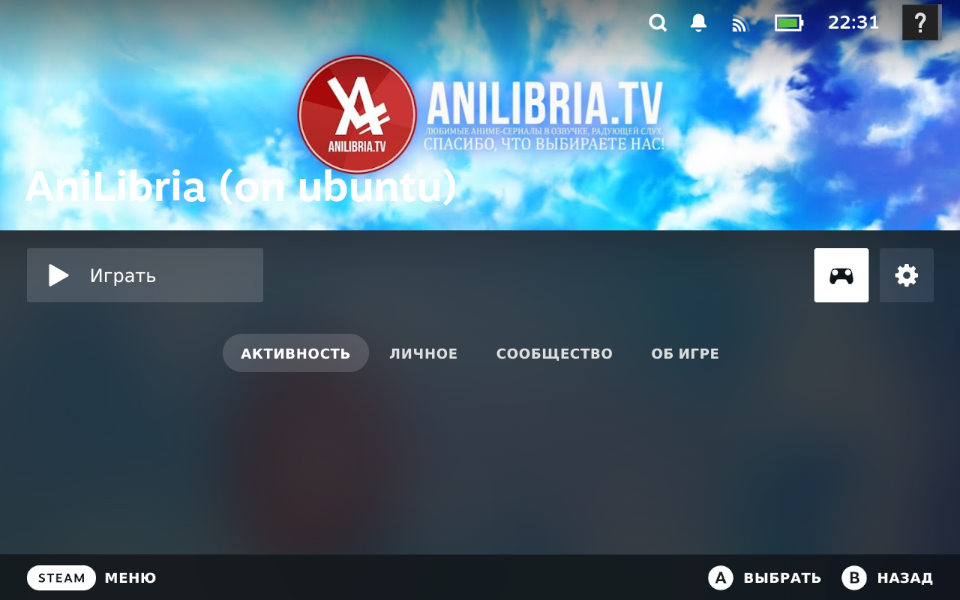 22:31
?
ANILIBRIA.TV
ANILIBRIA.TV
ЛЮБИМЫЕ АНИМЕ-СЕРИАЛЫ В ОЗВУЧКЕ, РАДУЮЩЕЙ СЛУХ.
СПАСИБО, ЧТО ВЫБИРАЕТЕ НАС!
AniLibria (on ubuntu)
Играть
АКТИВНОСТЬ ЛИЧНОЕ СООБЩЕСТВО ОБ ИГРЕ
STEAM МЕНЮ A ВЫБРАТЬ B НАЗАД